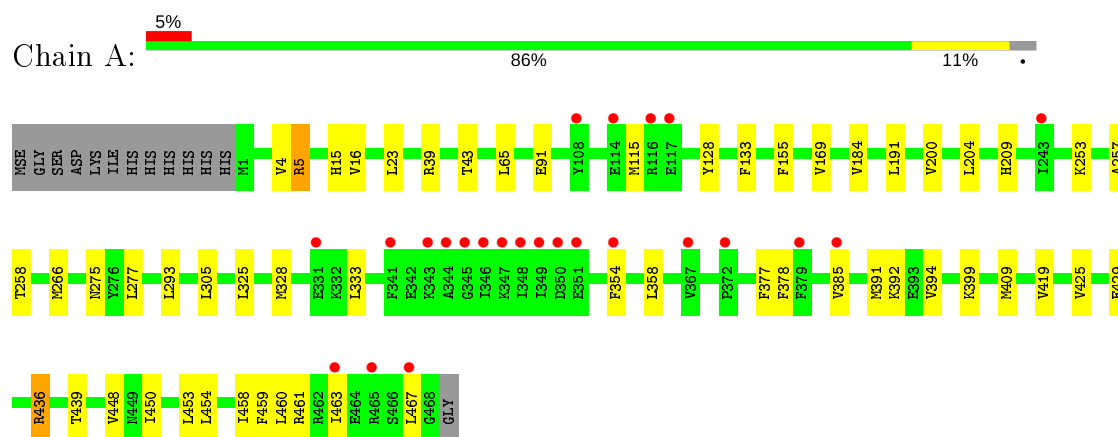 5%
Chain A:
86% 11% •
MSE GLY SER ASP LYS ILE HIS HIS HIS HIS HIS HIS M1 V4 R5 H15 V16 L23 R39 T43 L65 E91 Y108 E114 M115 R116 E117 Y128 F133 F155 V169 V184 L191 V200 L204 H209 I243 K253 A257
T258 M266 N275 Y276 L277 L293 L305 L325 M328 E331 K332 L333 F341 E342 K343 A344 G345 I346 K347 I348 I349 D350 E351 F354 L358 V367 P372 F377 F378 F379 V385 M391 K392 E393 V394 K399 M409 V419 V425
R436 T439 V448 N449 I450 L453 L454 I458 F459 L460 R461 R462 I463 E464 R465 S466 L467 G468 GLY